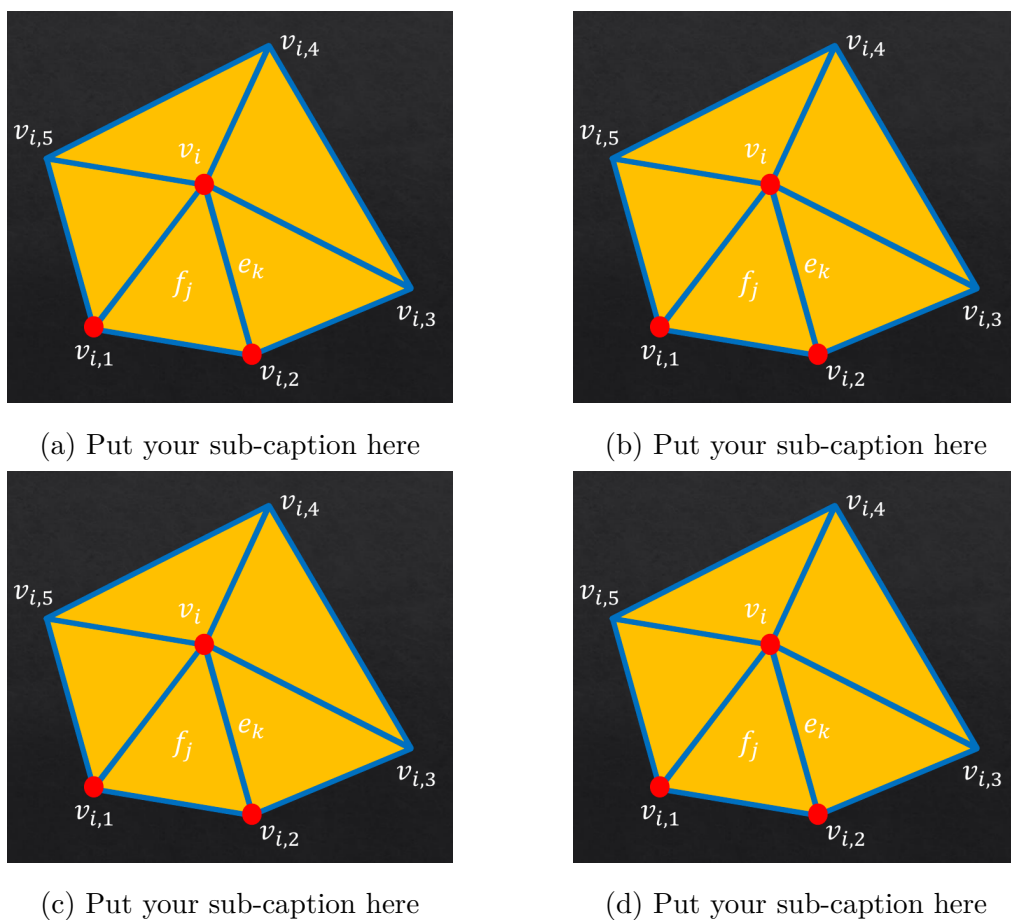 v_{i,4} v_{i,4}
v_{i,5} v_{i,5}
v_i v_i
e_k e_k
f_j f_j
v_{i,3} v_{i,3}
v_{i,1} v_{i,1}
v_{i,2} v_{i,2}
(a) Put your sub-caption here (b) Put your sub-caption here
v_{i,4} v_{i,4}
v_{i,5} v_{i,5}
v_i v_i
e_k e_k
f_j f_j
v_{i,3} v_{i,3}
v_{i,1} v_{i,1}
v_{i,2} v_{i,2}
(c) Put your sub-caption here (d) Put your sub-caption here